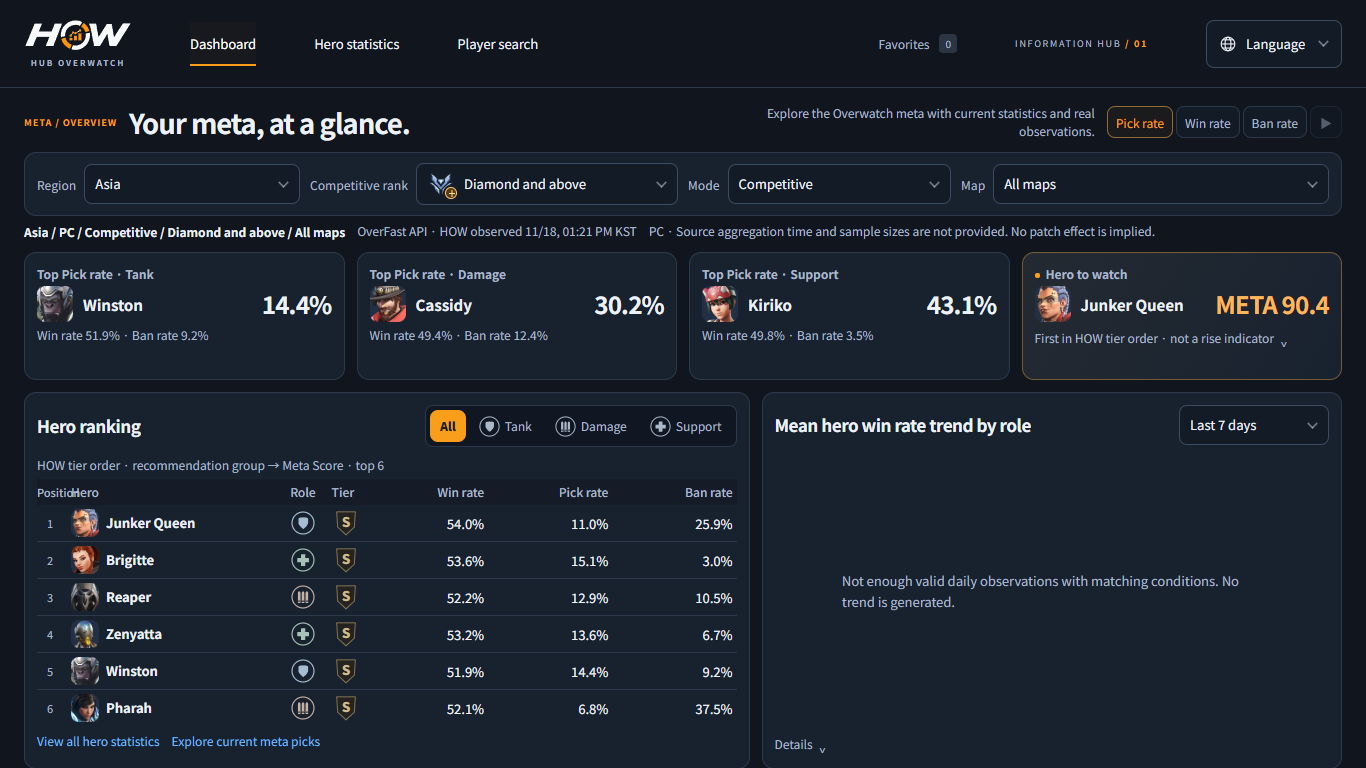 HOW
HUB OVERWATCH
Dashboard
Hero statistics
Player search
Favorites 0
INFORMATION HUB / 01
Language
META / OVERVIEW
Your meta, at a glance.
Explore the Overwatch meta with current statistics and real
observations.
Pick rate
Win rate
Ban rate
Region
Asia
Competitive rank
Diamond and above
Mode
Competitive
Map
All maps
Asia / PC / Competitive / Diamond and above / All maps
OverFast API · HOW observed 11/18, 01:21 PM KST
PC · Source aggregation time and sample sizes are not provided. No patch effect is implied.
Top Pick rate · Tank
Winston
14.4%
Win rate 51.9% · Ban rate 9.2%
Top Pick rate · Damage
Cassidy
30.2%
Win rate 49.4% · Ban rate 12.4%
Top Pick rate · Support
Kiriko
43.1%
Win rate 49.8% · Ban rate 3.5%
Hero to watch
Junker Queen
META 90.4
First in HOW tier order · not a rise indicator v
Hero ranking
All
Tank
Damage
Support
HOW tier order · recommendation group → Meta Score · top 6
Position Hero Role Tier Win rate Pick rate Ban rate
1 Junker Queen S 54.0% 11.0% 25.9%
2 Brigitte S 53.6% 15.1% 3.0%
3 Reaper S 52.2% 12.9% 10.5%
4 Zenyatta S 53.2% 13.6% 6.7%
5 Winston S 51.9% 14.4% 9.2%
6 Pharah S 52.1% 6.8% 37.5%
View all hero statistics
Explore current meta picks
Mean hero win rate trend by role
Last 7 days
Not enough valid daily observations with matching conditions. No
trend is generated.
Details v